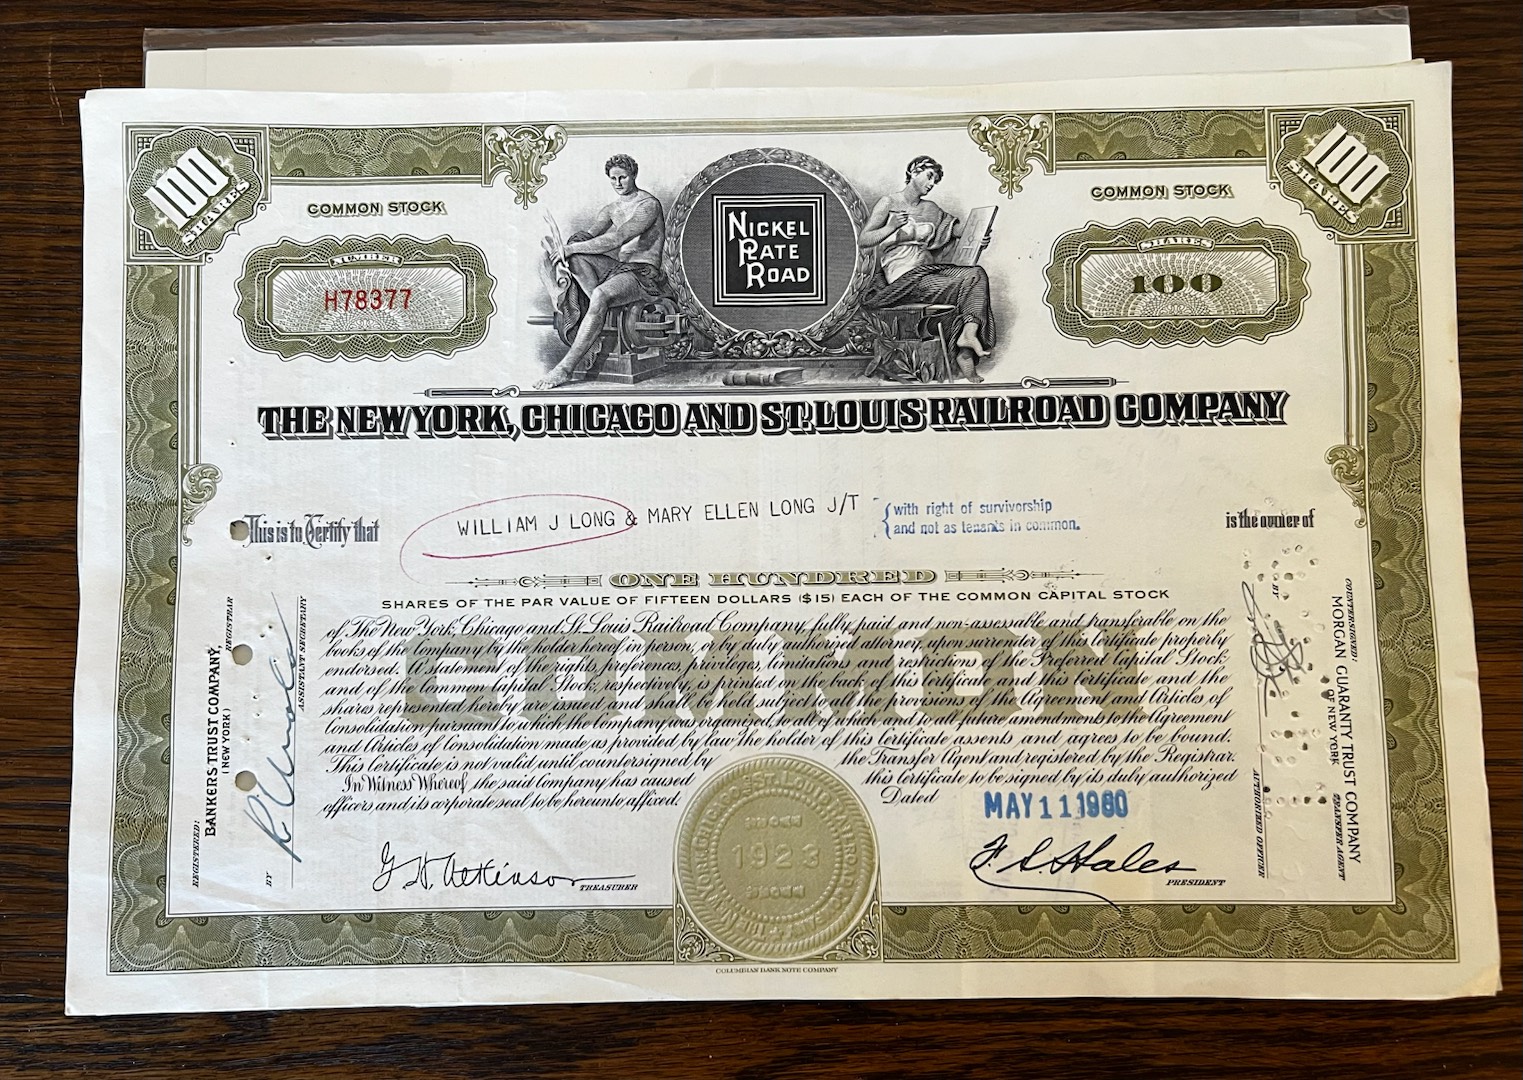 100
SHARES
100
SHARES
COMMON STOCK
COMMON STOCK
NUMBER
H78377
NICKEL
PLATE
ROAD
SHARES
100
THE NEW YORK, CHICAGO AND ST. LOUIS RAILROAD COMPANY
This is to Certify that
WILLIAM J LONG & MARY ELLEN LONG J/T
{with right of survivorship
and not as tenants in common.
is the owner of
ONE HUNDRED
SHARES OF THE PAR VALUE OF FIFTEEN DOLLARS ($15) EACH OF THE COMMON CAPITAL STOCK
COMMON
of The New York, Chicago and St. Louis Railroad Company, fully paid and non-assessable and transferable on the
books of the Company by the holder hereof in person, or by duly authorized attorney, upon surrender of this Certificate properly
endorsed. A statement of the rights, preferences, privileges, limitations and restrictions of the Preferred Capital Stock
and of the Common Capital Stock, respectively, is printed on the back of this Certificate and this Certificate and the
shares represented hereby are issued and shall be held subject to all the provisions of the Agreement and Articles of
Consolidation pursuant to which the Company was organized, to all of which and to all future amendments to the Agreement
and Articles of Consolidation made as provided by law the holder of this Certificate assents and agrees to be bound.
This Certificate is not valid until countersigned by the Transfer Agent and registered by the Registrar.
In Witness Whereof the said Company has caused this certificate to be signed by its duly authorized
officers and its corporate seal to be hereunto affixed. Dated MAY 11 1960
1923
G. H. Atkinson
TREASURER
F. S. Hales
PRESIDENT
COLUMBIAN BANK NOTE COMPANY
REGISTERED:
BANKERS TRUST COMPANY,
(NEW YORK)
REGISTRAR
BY
ASSISTANT SECRETARY
COUNTERSIGNED:
MORGAN GUARANTY TRUST COMPANY
OF NEW YORK
TRANSFER AGENT
BY
AUTHORIZED OFFICER